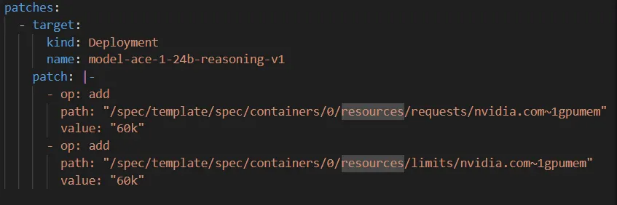 patches:
  - target:
      kind: Deployment
      name: model-ace-1-24b-reasoning-v1
    patch: |-
      - op: add
        path: "/spec/template/spec/containers/0/resources/requests/nvidia.com~1gpumem"
        value: "60k"
      - op: add
        path: "/spec/template/spec/containers/0/resources/limits/nvidia.com~1gpumem"
        value: "60k"